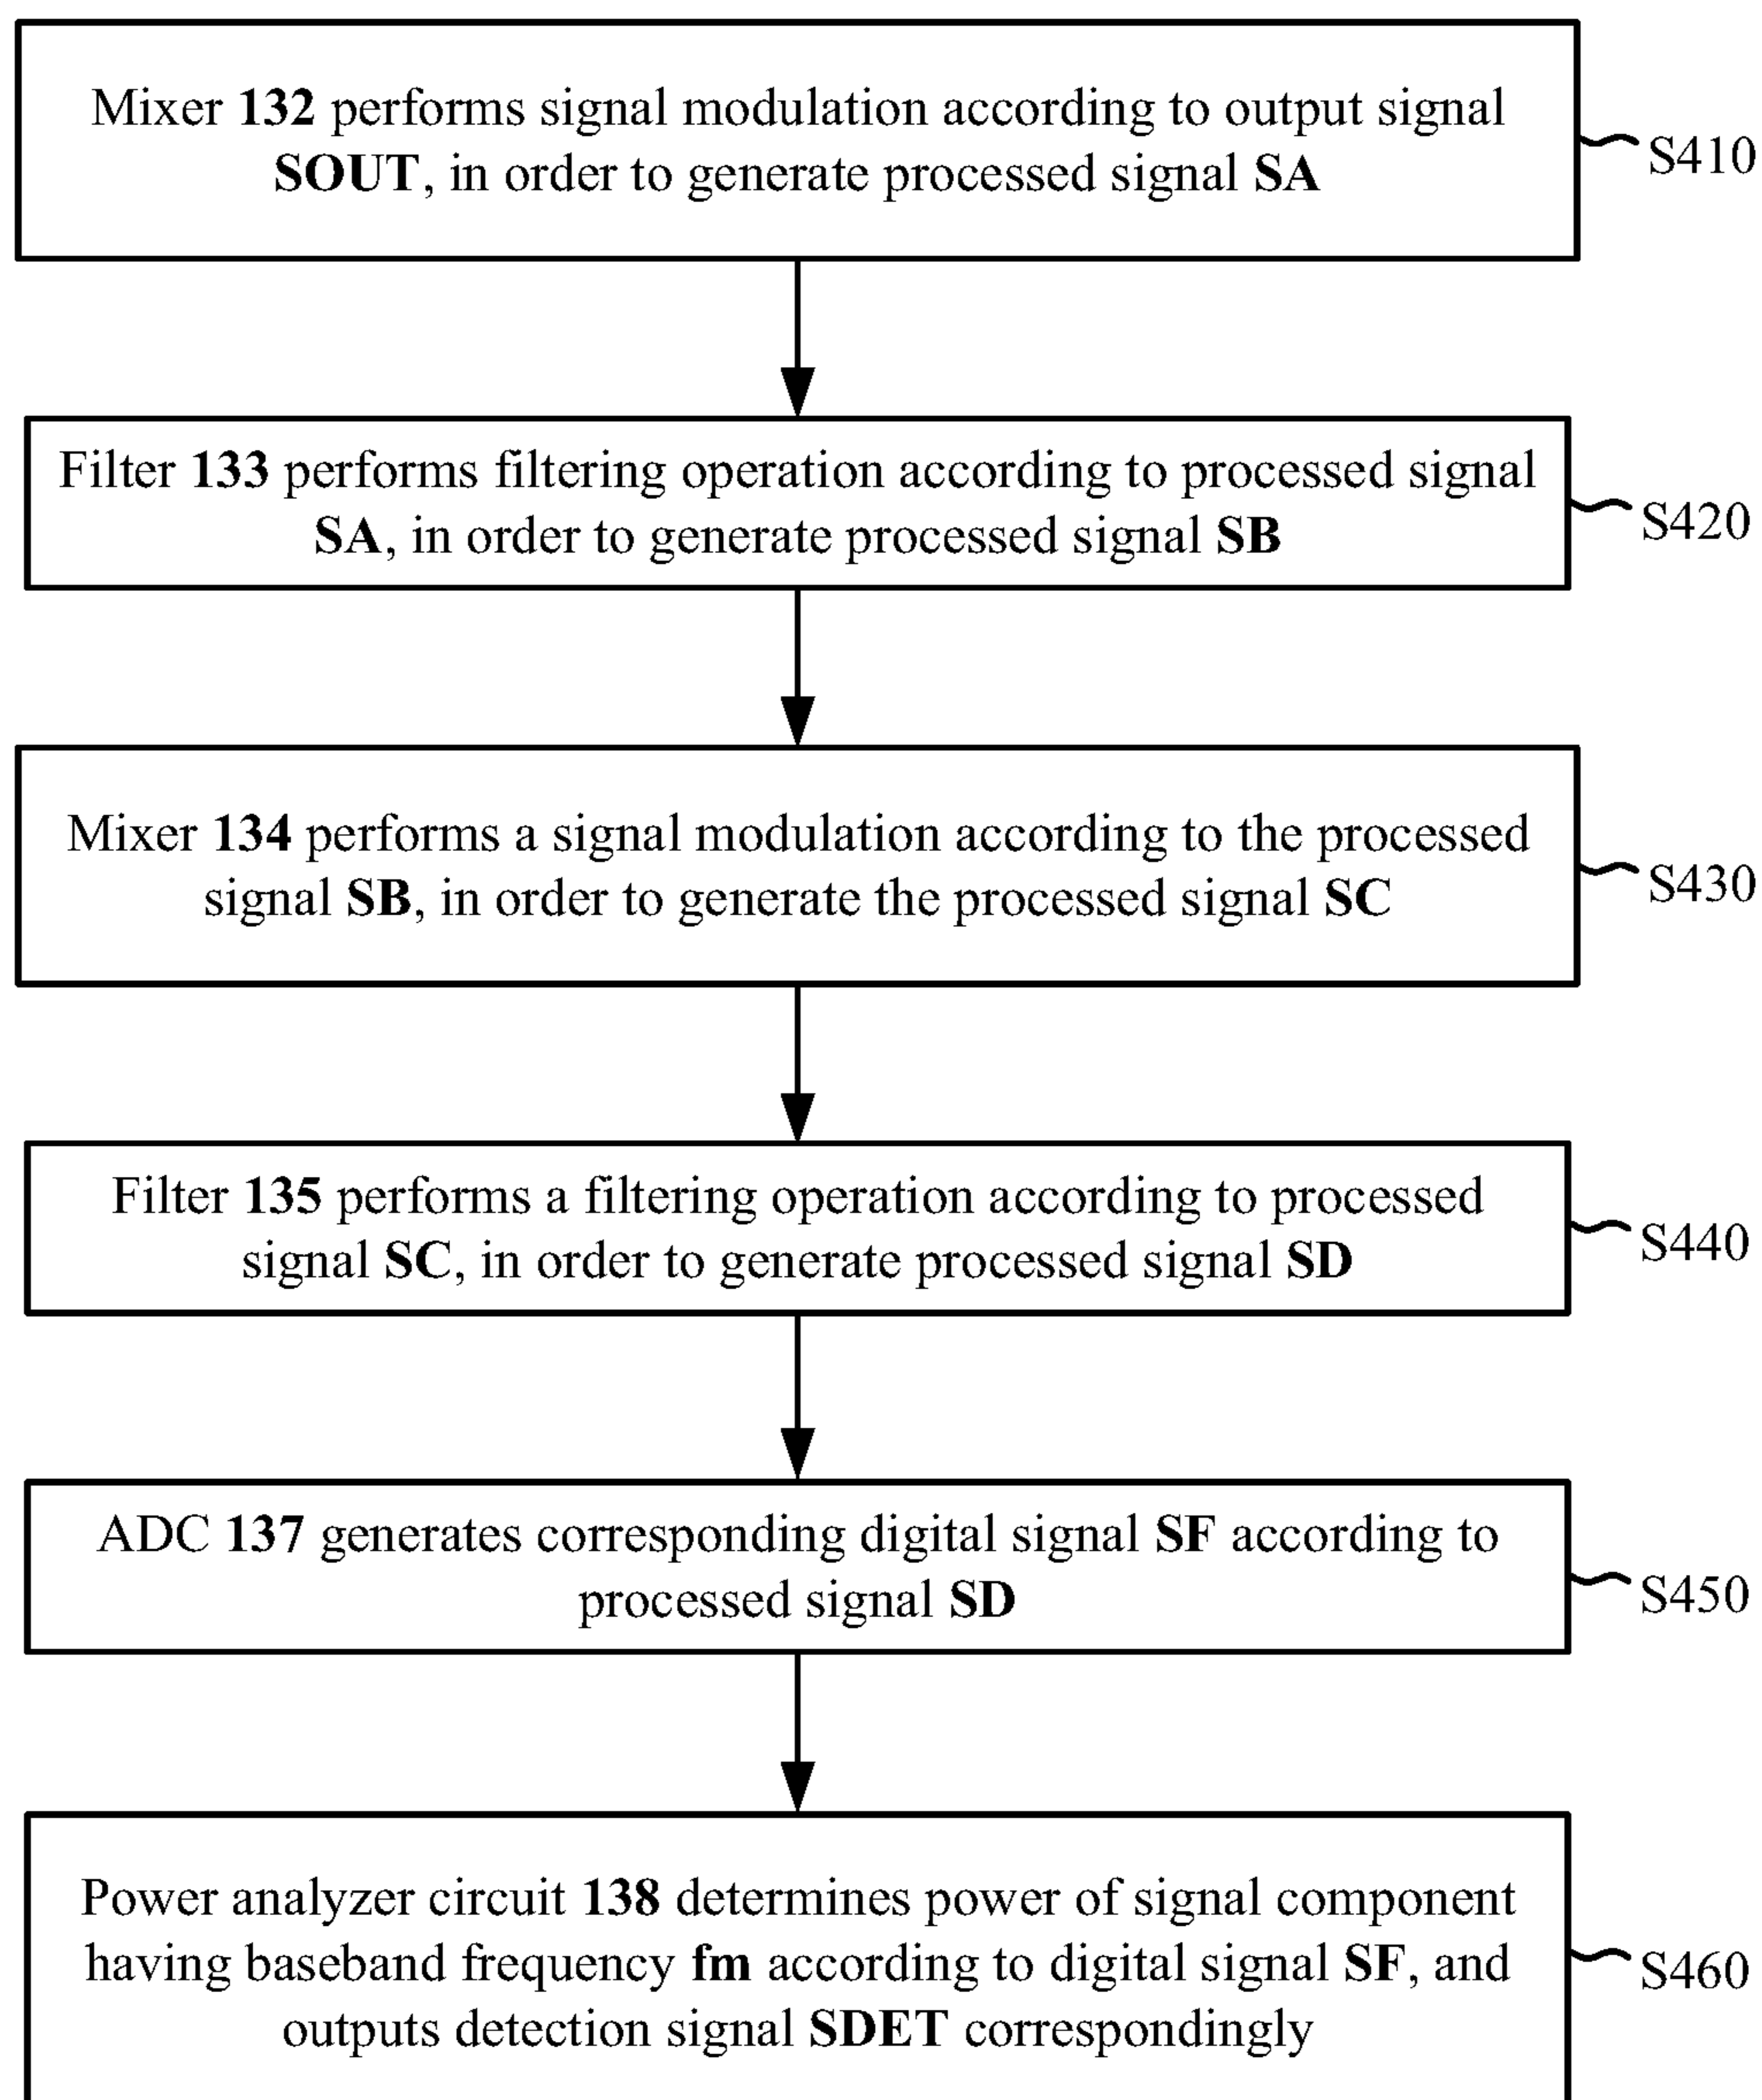 Mixer 132 performs signal modulation according to output signal
SOUT, in order to generate processed signal SA
S410
Filter 133 performs filtering operation according to processed signal
SA, in order to generate processed signal SB
S420
Mixer 134 performs a signal modulation according to the processed
signal SB, in order to generate the processed signal SC
S430
Filter 135 performs a filtering operation according to processed
signal SC, in order to generate processed signal SD
S440
ADC 137 generates corresponding digital signal SF according to
processed signal SD
S450
Power analyzer circuit 138 determines power of signal component
having baseband frequency fm according to digital signal SF, and
outputs detection signal SDET correspondingly
S460